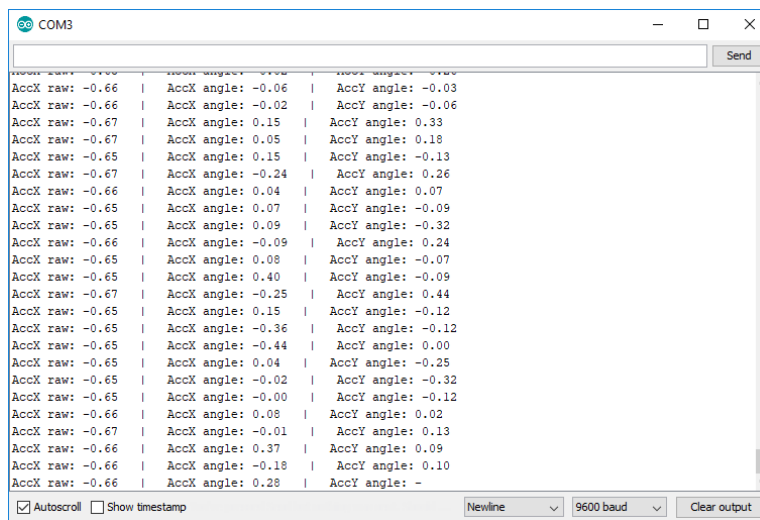 COM3
Send
AccX raw: -0.66 | AccX angle: -0.06 | AccY angle: -0.03
AccX raw: -0.66 | AccX angle: -0.02 | AccY angle: -0.06
AccX raw: -0.67 | AccX angle: 0.15 | AccY angle: 0.33
AccX raw: -0.67 | AccX angle: 0.05 | AccY angle: 0.18
AccX raw: -0.65 | AccX angle: 0.15 | AccY angle: -0.13
AccX raw: -0.67 | AccX angle: -0.24 | AccY angle: 0.26
AccX raw: -0.66 | AccX angle: 0.04 | AccY angle: 0.07
AccX raw: -0.65 | AccX angle: 0.07 | AccY angle: -0.09
AccX raw: -0.65 | AccX angle: 0.09 | AccY angle: -0.32
AccX raw: -0.66 | AccX angle: -0.09 | AccY angle: 0.24
AccX raw: -0.65 | AccX angle: 0.08 | AccY angle: -0.07
AccX raw: -0.65 | AccX angle: 0.40 | AccY angle: -0.09
AccX raw: -0.67 | AccX angle: -0.25 | AccY angle: 0.44
AccX raw: -0.65 | AccX angle: 0.15 | AccY angle: -0.12
AccX raw: -0.65 | AccX angle: -0.36 | AccY angle: -0.12
AccX raw: -0.65 | AccX angle: -0.44 | AccY angle: 0.00
AccX raw: -0.65 | AccX angle: 0.04 | AccY angle: -0.25
AccX raw: -0.65 | AccX angle: -0.02 | AccY angle: -0.32
AccX raw: -0.65 | AccX angle: -0.00 | AccY angle: -0.12
AccX raw: -0.66 | AccX angle: 0.08 | AccY angle: 0.02
AccX raw: -0.67 | AccX angle: -0.01 | AccY angle: 0.13
AccX raw: -0.66 | AccX angle: 0.37 | AccY angle: 0.09
AccX raw: -0.66 | AccX angle: -0.18 | AccY angle: 0.10
AccX raw: -0.66 | AccX angle: 0.28 | AccY angle: -
Autoscroll Show timestamp Newline 9600 baud Clear output